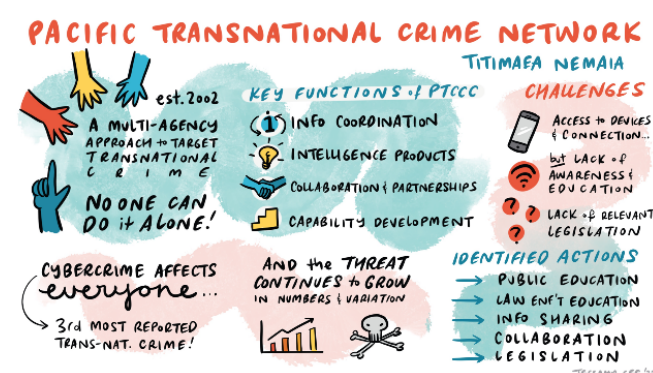 PACIFIC TRANSNATIONAL CRIME NETWORK
TITIMAEA NEMAIA
est. 2002
A MULTI-AGENCY
APPROACH to TARGET
TRANSNATIONAL
CRIME
NO ONE CAN
DO it ALONE!
KEY FUNCTIONS of PTCCC
INFO COORDINATION
INTELLIGENCE PRODUCTS
COLLABORATION & PARTNERSHIPS
CAPABILITY DEVELOPMENT
CHALLENGES
ACCESS to DEVICES
& CONNECTION...
but LACK of
AWARENESS &
EDUCATION
? ? ?
LACK of RELEVANT
LEGISLATION
CYBERCRIME AFFECTS
everyone...
3rd MOST REPORTED
TRANS-NAT. CRIME!
AND the THREAT
CONTINUES to GROW
IN NUMBERS & VARIATION
IDENTIFIED ACTIONS
PUBLIC EDUCATION
LAW ENF'T EDUCATION
INFO SHARING
COLLABORATION
LEGISLATION